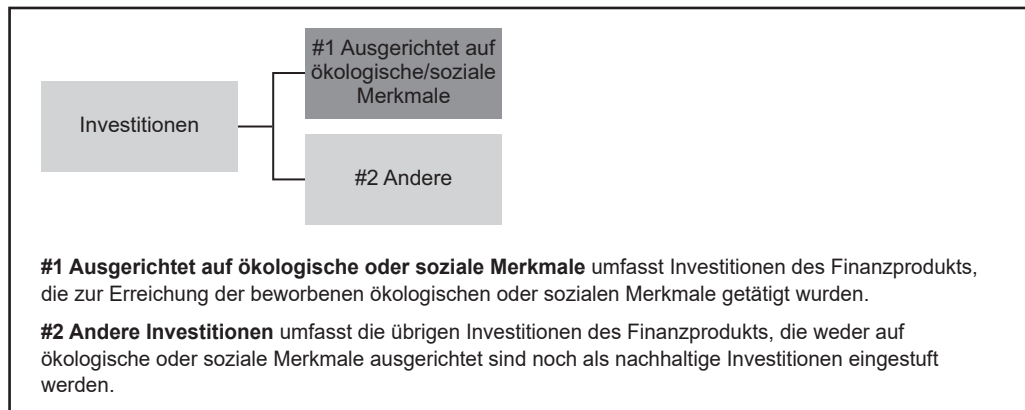 #1 Ausgerichtet auf
ökologische/soziale
Merkmale
Investitionen
#2 Andere
#1 Ausgerichtet auf ökologische oder soziale Merkmale umfasst Investitionen des Finanzprodukts,
die zur Erreichung der beworbenen ökologischen oder sozialen Merkmale getätigt wurden.
#2 Andere Investitionen umfasst die übrigen Investitionen des Finanzprodukts, die weder auf
ökologische oder soziale Merkmale ausgerichtet sind noch als nachhaltige Investitionen eingestuft
werden.